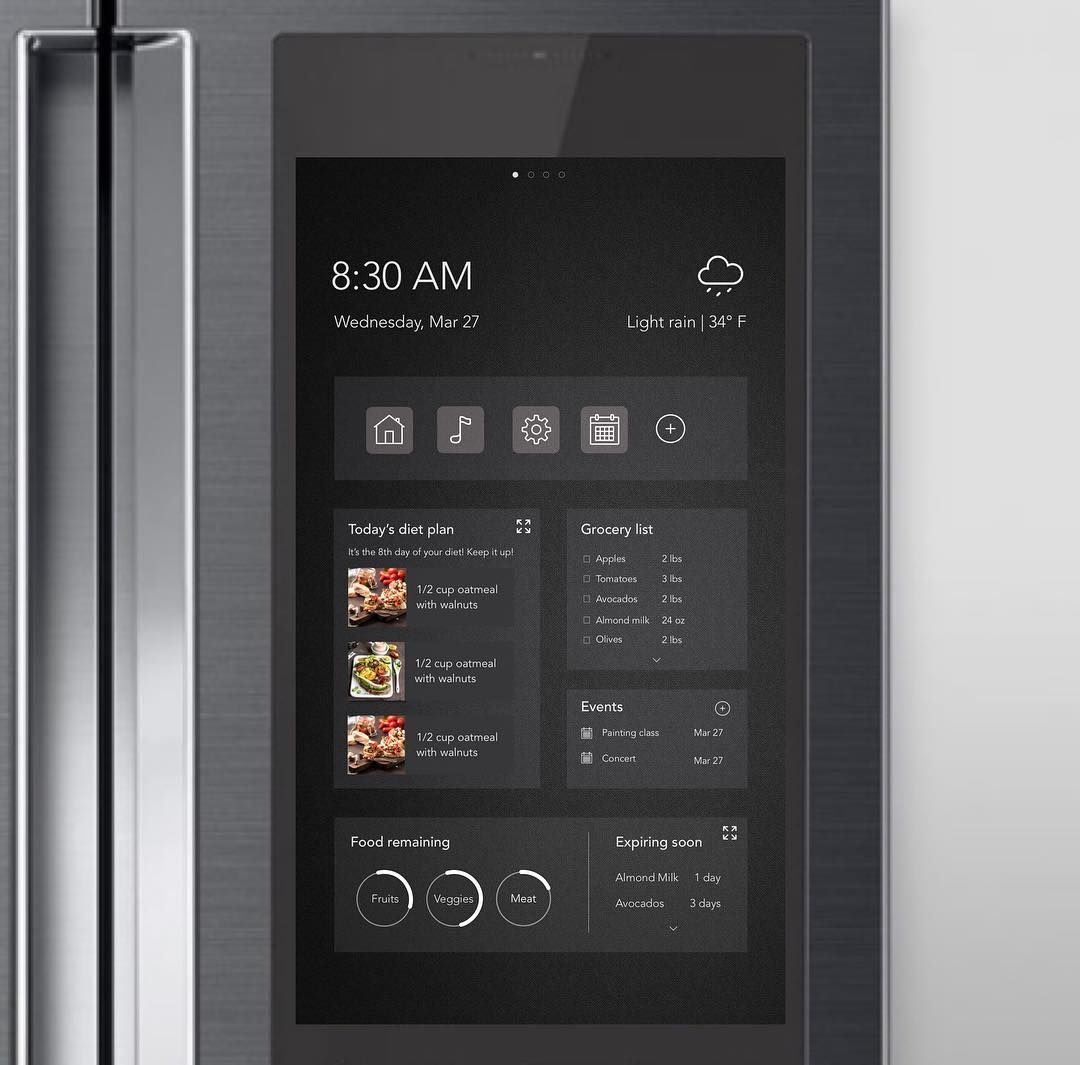 8:30 AM
Wednesday, Mar 27
Light rain | 34° F
Today's diet plan
It's the 8th day of your diet! Keep it up!
1/2 cup oatmeal
with walnuts
1/2 cup oatmeal
with walnuts
1/2 cup oatmeal
with walnuts
Grocery list
Apples 2 lbs
Tomatoes 3 lbs
Avocados 2 lbs
Almond milk 24 oz
Olives 2 lbs
Events
Painting class Mar 27
Concert Mar 27
Food remaining
Fruits
Veggies
Meat
Expiring soon
Almond Milk 1 day
Avocados 3 days